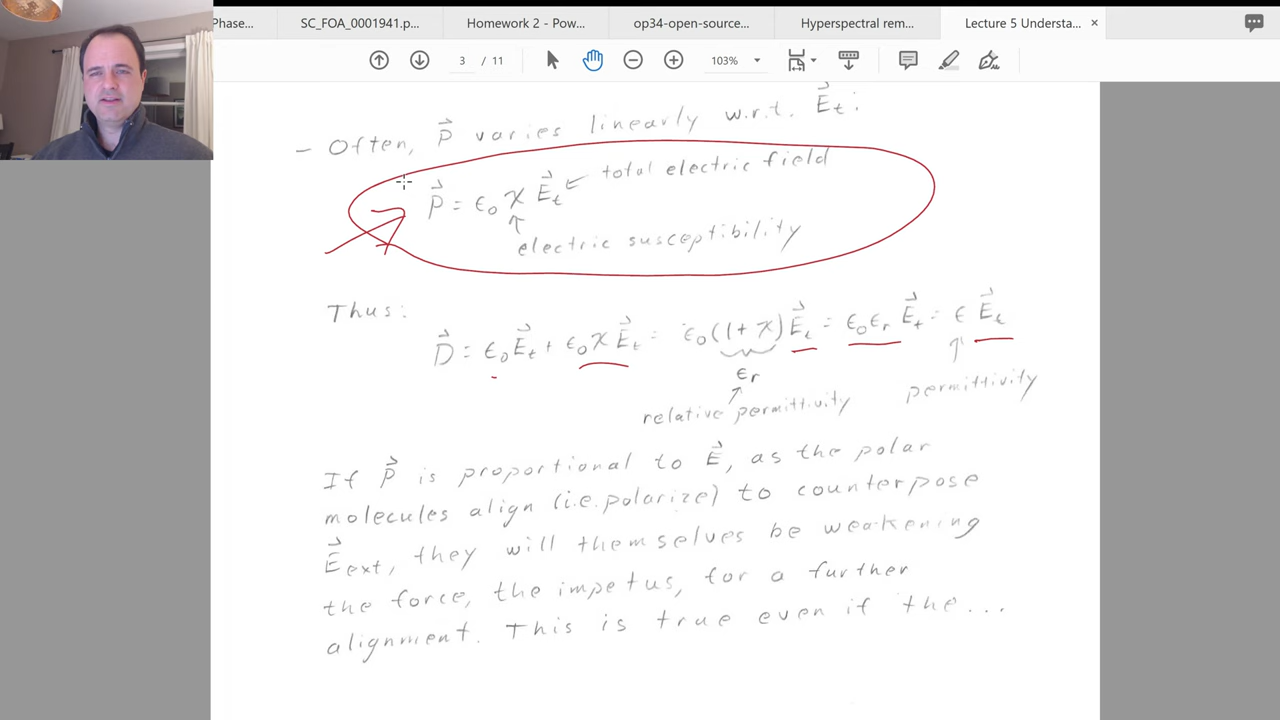 Phase...
SC_FOA_0001941.p...
Homework 2 - Pow...
op34-open-source...
Hyperspectral rem...
Lecture 5 Understa...
3 / 11
103%
- Often, P⃗ varies linearly w.r.t. E⃗t:
P⃗ = ϵ0 χ E⃗t ← total electric field
↑
electric susceptibility
Thus:
D⃗ = ϵ0E⃗t + ϵ0χE⃗t = ϵ0(1+χ)E⃗t = ϵ0ϵr E⃗t = ϵ E⃗t
ϵr
relative permittivity
permittivity
If P⃗ is proportional to E⃗, as the polar
molecules align (i.e. polarize) to counterpose
E⃗ext, they will themselves be weakening
the force, the impetus, for a further
alignment. This is true even if the...